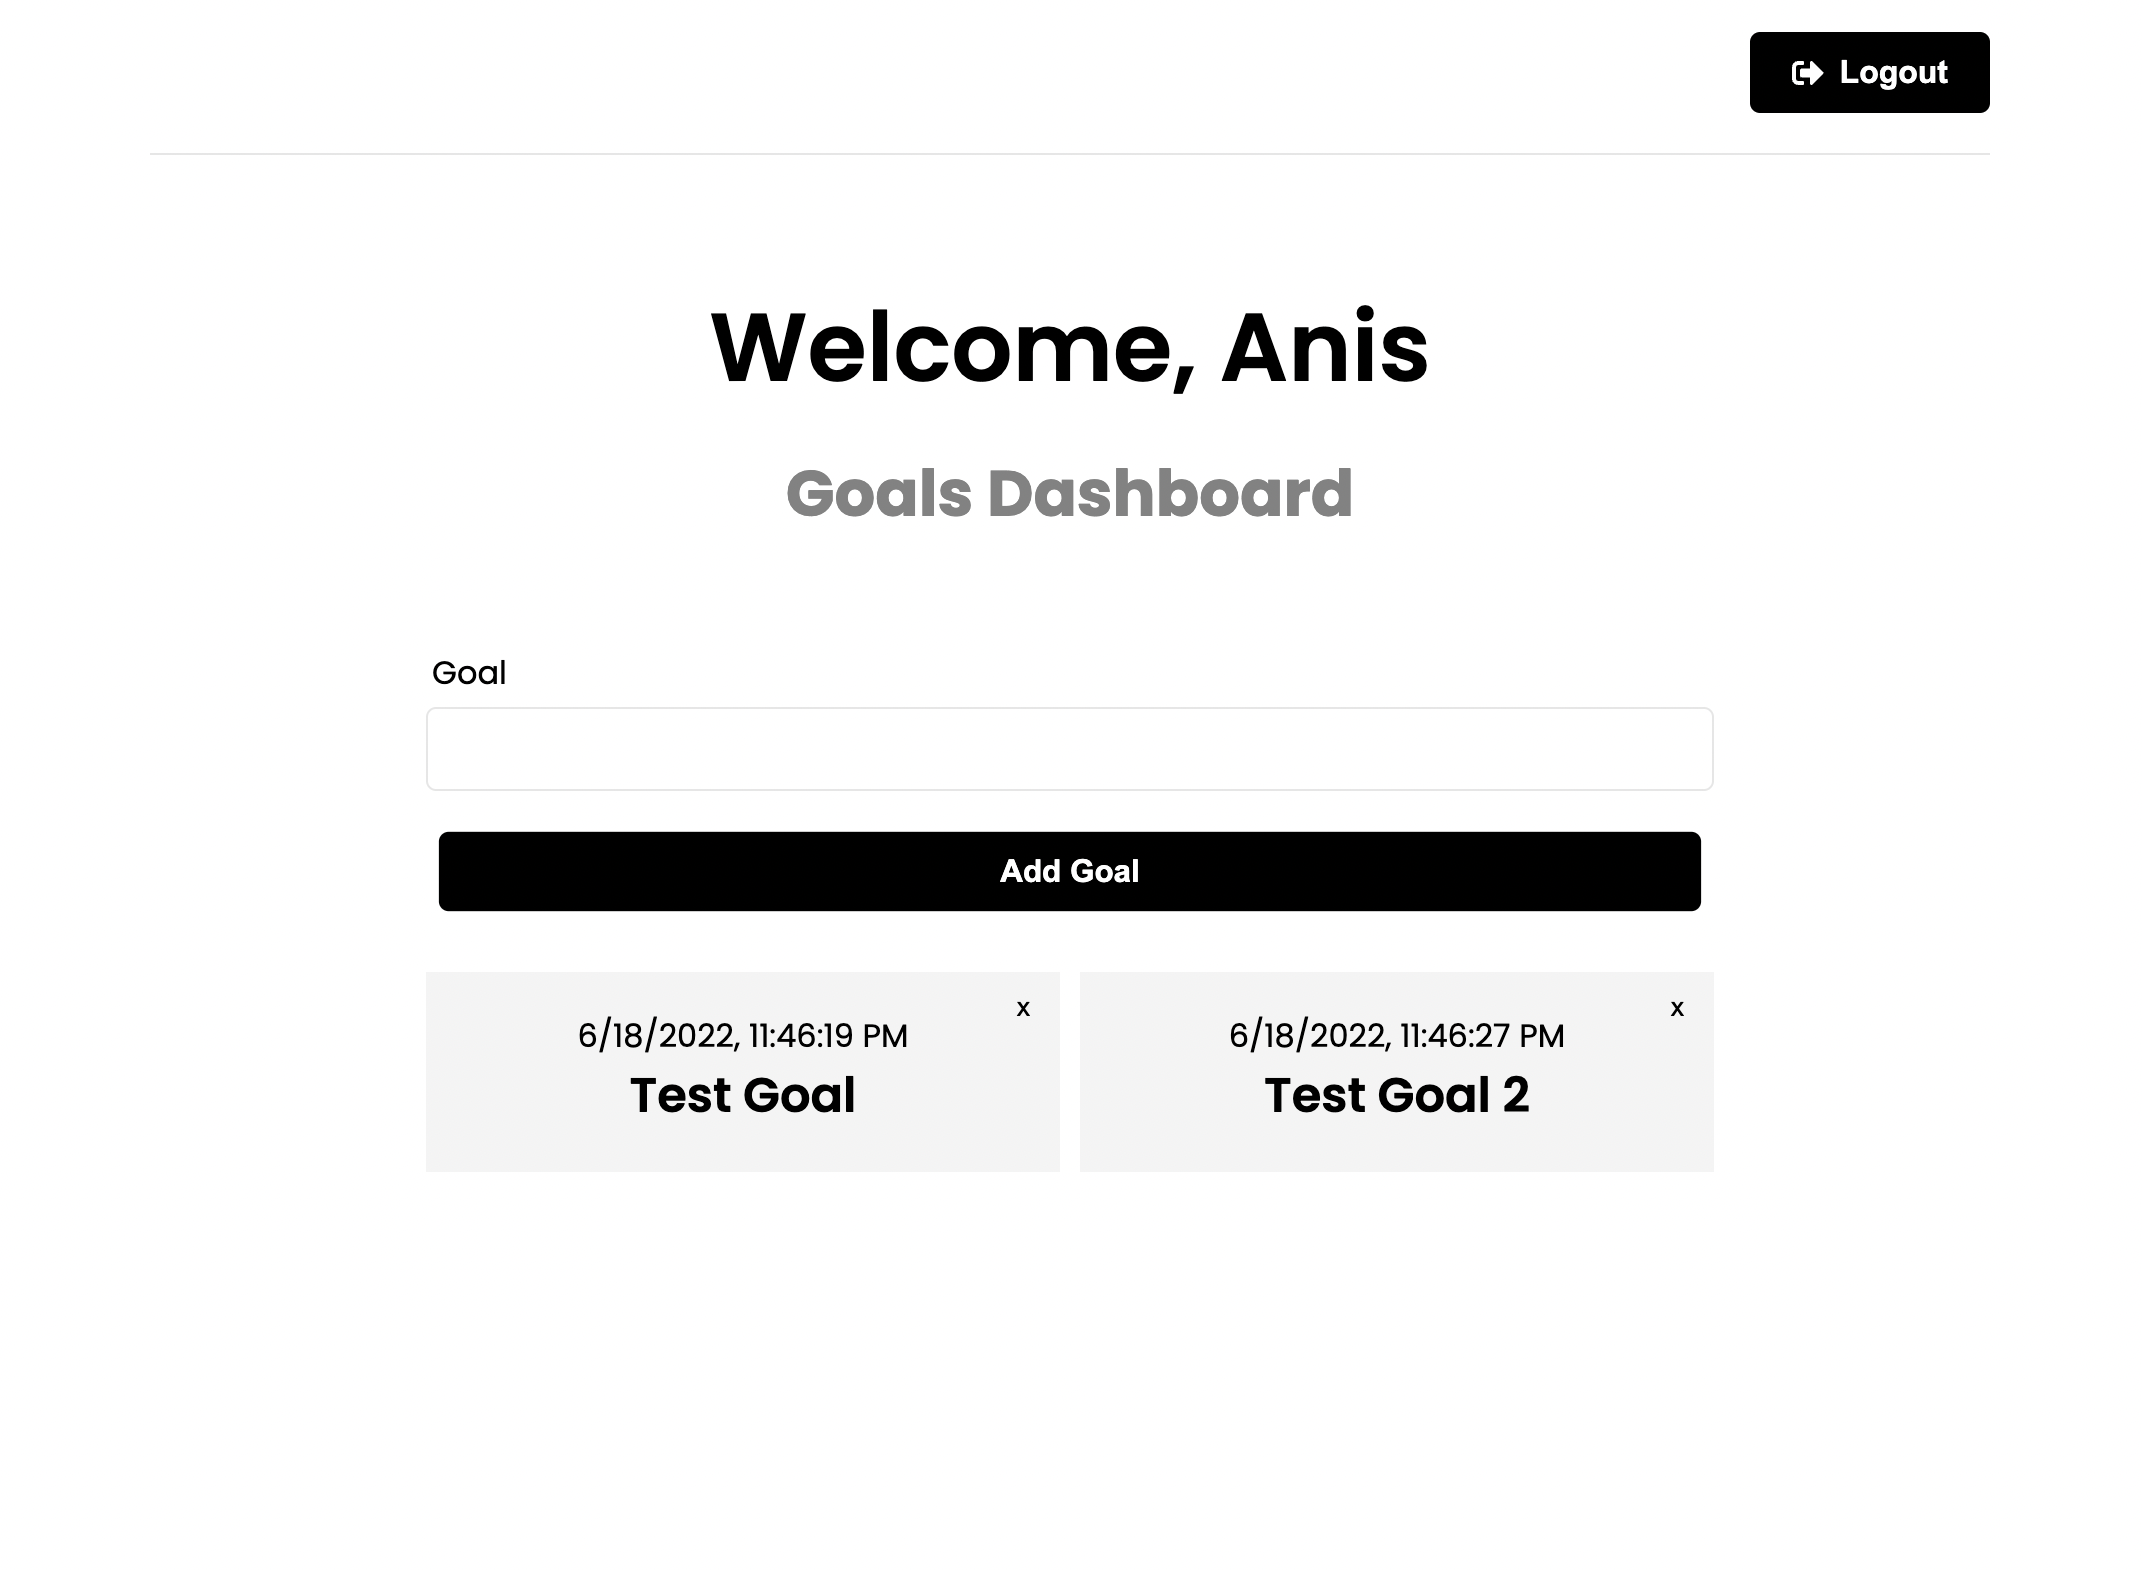 Logout
Welcome, Anis
Goals Dashboard
Goal
Add Goal
x
6/18/2022, 11:46:19 PM
Test Goal
x
6/18/2022, 11:46:27 PM
Test Goal 2